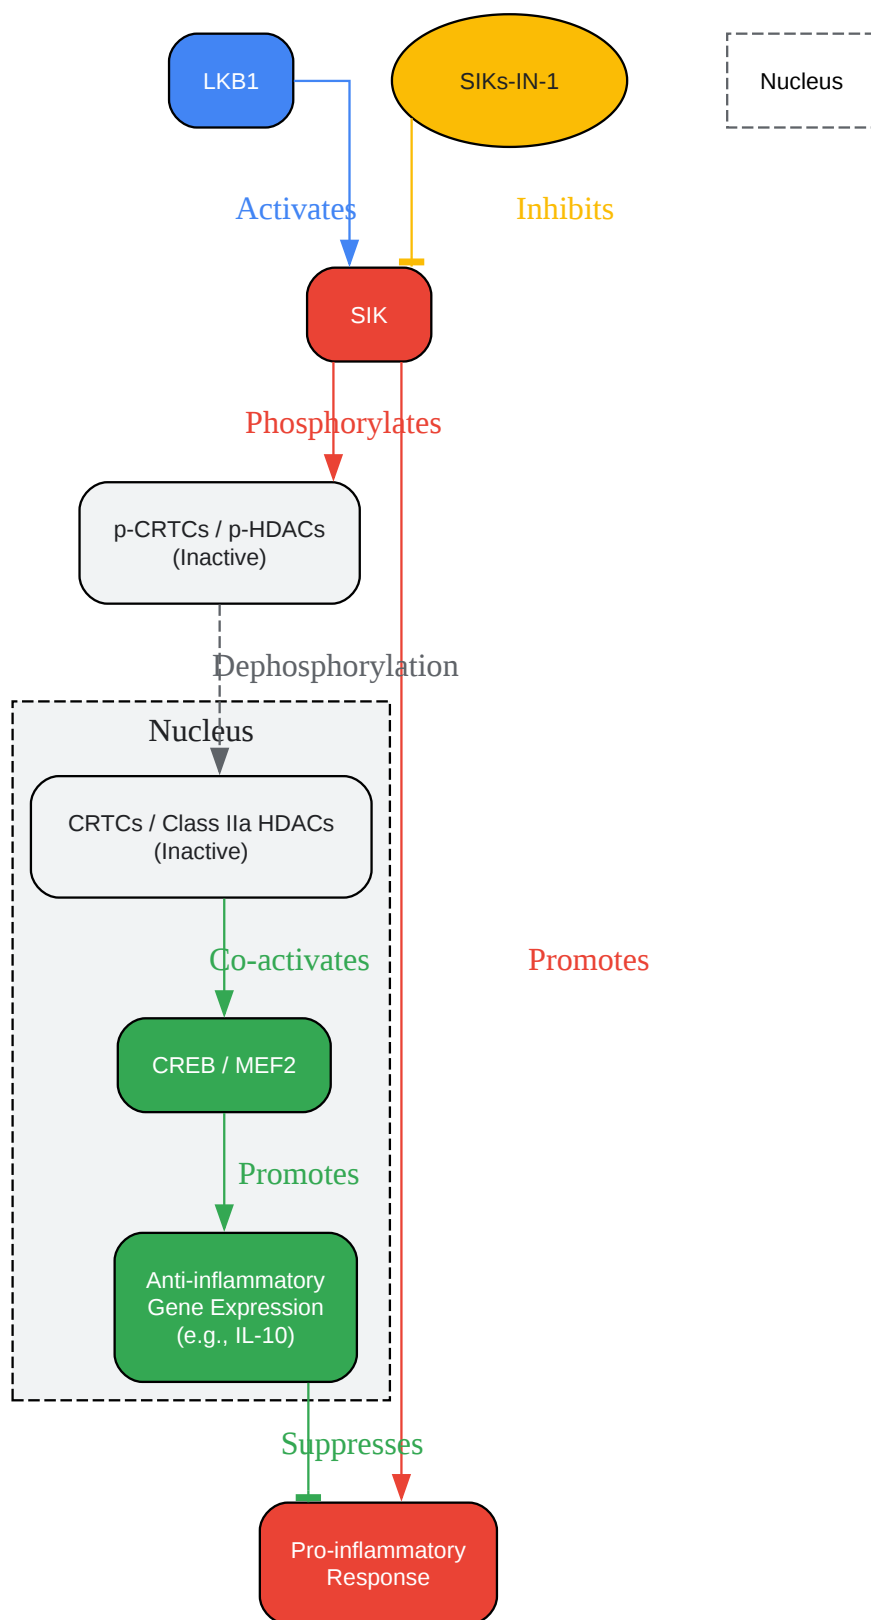 LKB1
SIKs-IN-1
Nucleus
Activates
Inhibits
SIK
Phosphorylates
p-CRTCs / p-HDACs
(Inactive)
Dephosphorylation
Nucleus
CRTCs / Class IIa HDACs
(Inactive)
Co-activates
Promotes
CREB / MEF2
Promotes
Anti-inflammatory
Gene Expression
(e.g., IL-10)
Suppresses
Pro-inflammatory
Response